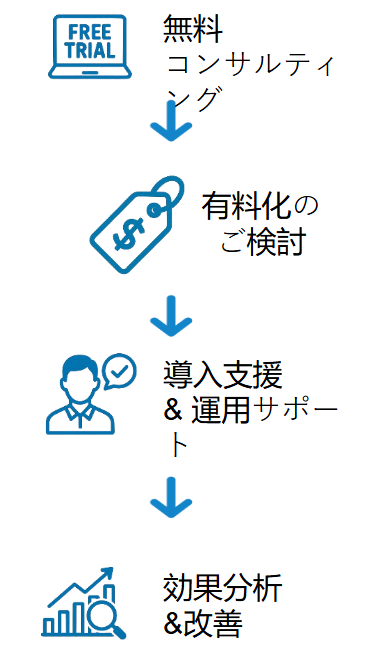 FREE
TRIAL
無料
コンサルティ
ング
$
有料化の
ご検討
導入支援
& 運用サポー
ト
効果分析
&改善